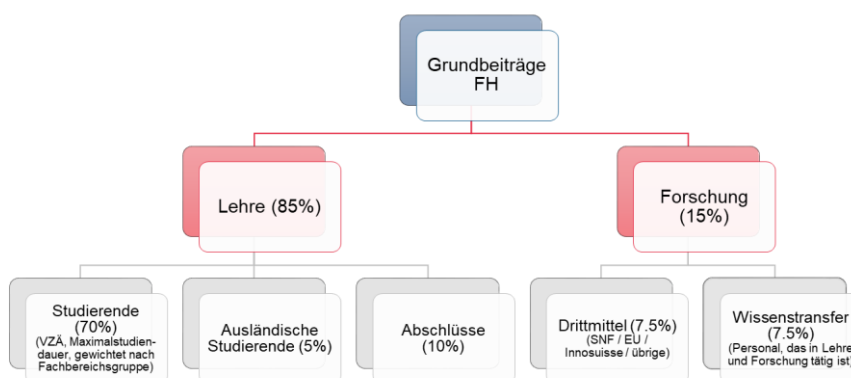 Grundbeiträge
FH
Lehre (85%)
Forschung
(15%)
Studierende
(70%)
(VZÄ, Maximalstudien-
dauer, gewichtet nach
Fachbereichsgruppe)
Ausländische
Studierende (5%)
Abschlüsse
(10%)
Drittmittel (7.5%)
(SNF / EU /
Innosuisse / übrige)
Wissenstransfer
(7.5%)
(Personal, das in Lehre
und Forschung tätig ist)